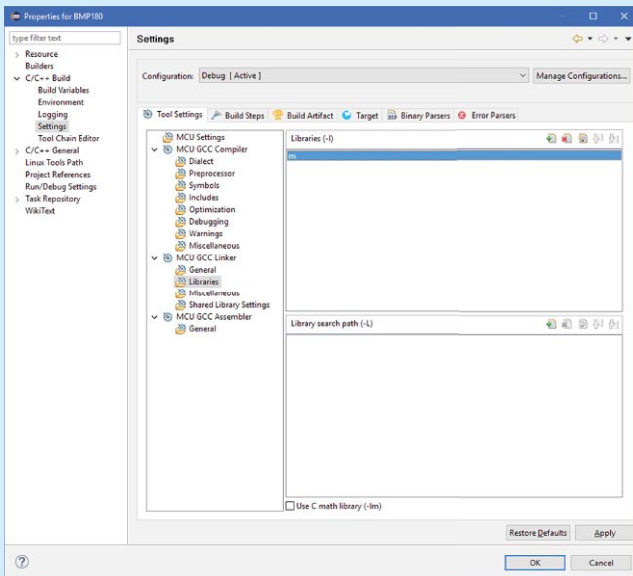 Properties for BMP180
type filter text
Resource
Builders
C/C++ Build
Build Variables
Environment
Logging
Settings
Tool Chain Editor
C/C++ General
Linux Tools Path
Project References
Run/Debug Settings
Task Repository
WikiText
Settings
Configuration: Debug [ Active ]
Manage Configurations...
Tool Settings Build Steps Build Artifact Target Binary Parsers Error Parsers
MCU Settings
MCU GCC Compiler
Dialect
Preprocessor
Symbols
Includes
Optimization
Debugging
Warnings
Miscellaneous
MCU GCC Linker
General
Libraries
Miscellaneous
Shared Library Settings
MCU GCC Assembler
General
Libraries (-l)
m
Library search path (-L)
Use C math library (-lm)
Restore Defaults Apply
OK Cancel